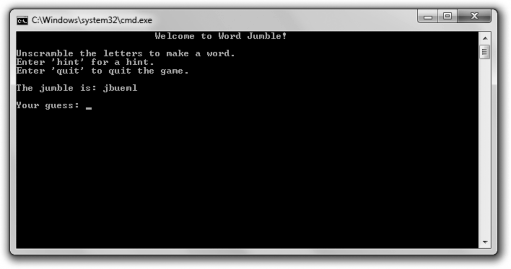 C:\Windows\system32\cmd.exe
Welcome to Word Jumble!
Unscramble the letters to make a word.
Enter 'hint' for a hint.
Enter 'quit' to quit the game.
The jumble is: jbueml
Your guess: _